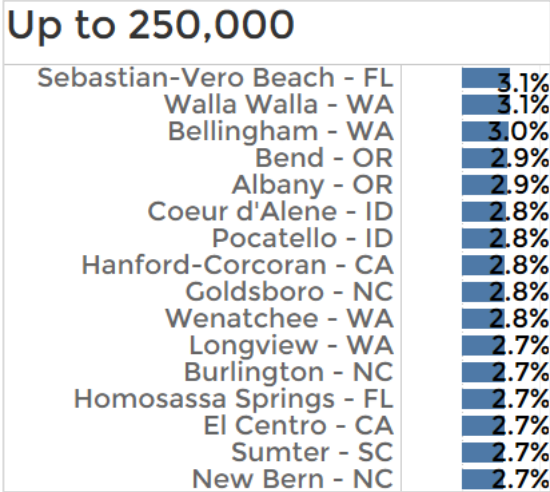 Up to 250,000
Sebastian-Vero Beach - FL 3.1%
Walla Walla - WA 3.1%
Bellingham - WA 3.0%
Bend - OR 2.9%
Albany - OR 2.9%
Coeur d'Alene - ID 2.8%
Pocatello - ID 2.8%
Hanford-Corcoran - CA 2.8%
Goldsboro - NC 2.8%
Wenatchee - WA 2.8%
Longview - WA 2.7%
Burlington - NC 2.7%
Homosassa Springs - FL 2.7%
El Centro - CA 2.7%
Sumter - SC 2.7%
New Bern - NC 2.7%